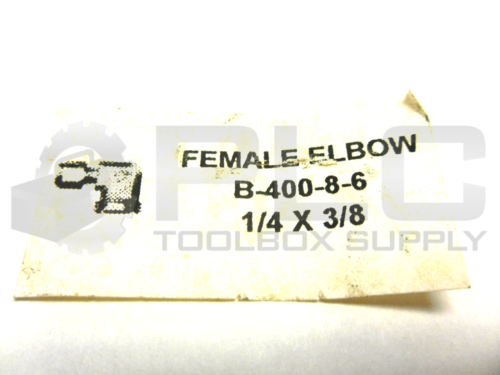 FEMALE ELBOW
B-400-8-6
1/4 X 3/8
PLC
TOOLBOX SUPPLY